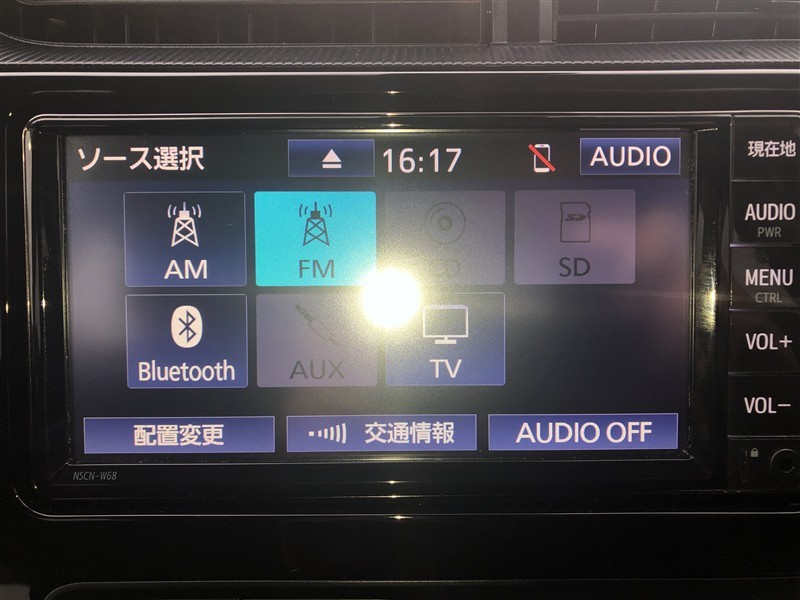 ソース選択
16:17
AUDIO
現在地
AM
FM
CD
SD
AUDIO
PWR
MENU
CTRL
Bluetooth
AUX
TV
VOL+
VOL−
配置変更
交通情報
AUDIO OFF
NSCN-W68